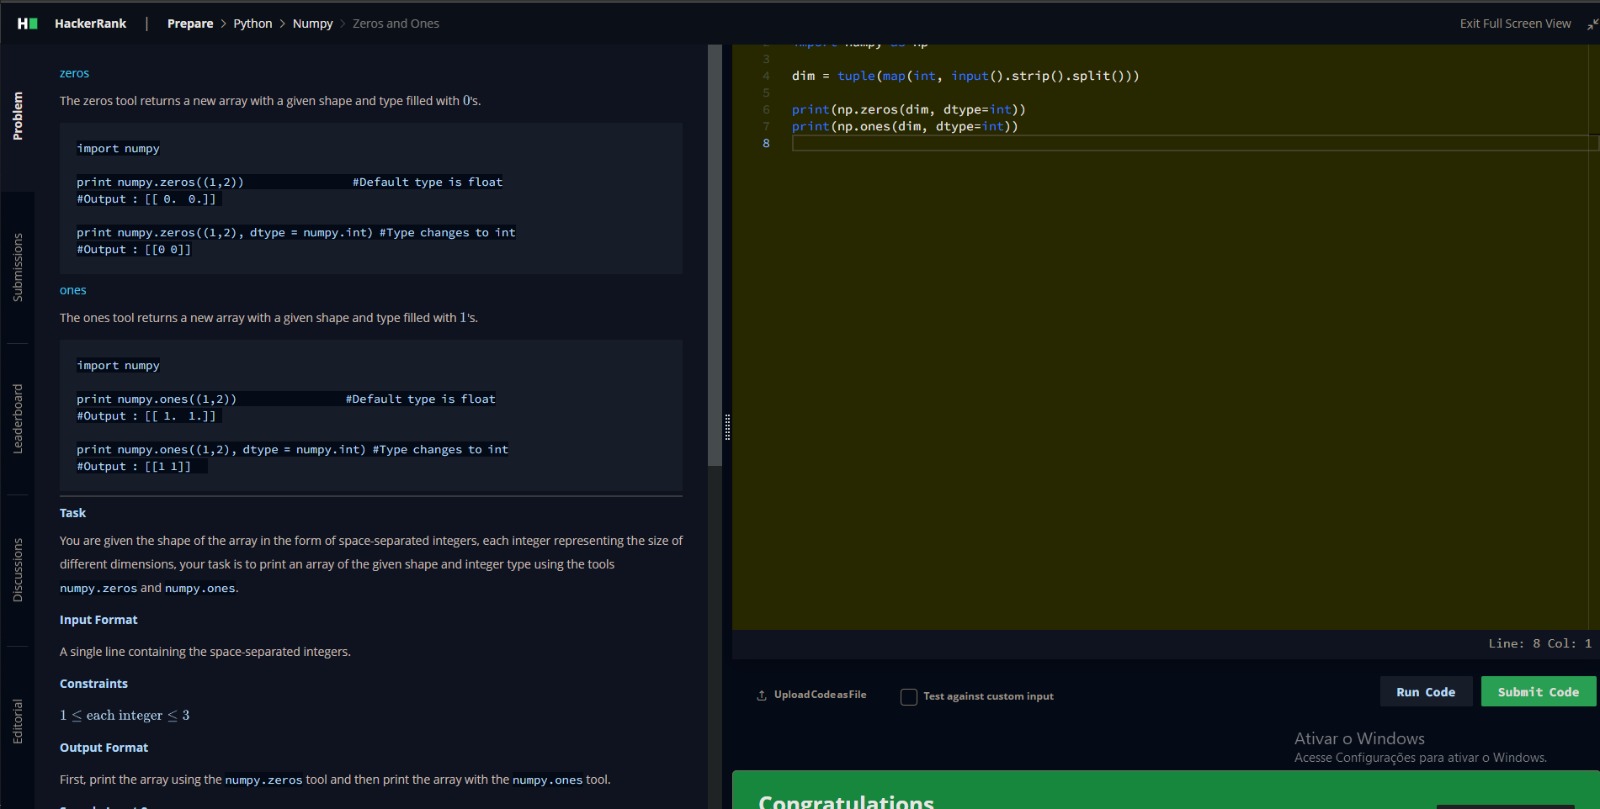 HackerRank | Prepare > Python > Numpy > Zeros and Ones
Exit Full Screen View
Problem
Submissions
Leaderboard
Discussions
Editorial
zeros
The zeros tool returns a new array with a given shape and type filled with 0's.
import numpy
print numpy.zeros((1,2)) #Default type is float
#Output : [[ 0. 0.]]
print numpy.zeros((1,2), dtype = numpy.int) #Type changes to int
#Output : [[0 0]]
ones
The ones tool returns a new array with a given shape and type filled with 1's.
import numpy
print numpy.ones((1,2)) #Default type is float
#Output : [[ 1. 1.]]
print numpy.ones((1,2), dtype = numpy.int) #Type changes to int
#Output : [[1 1]]
Task
You are given the shape of the array in the form of space-separated integers, each integer representing the size of
different dimensions, your task is to print an array of the given shape and integer type using the tools
numpy.zeros and numpy.ones.
Input Format
A single line containing the space-separated integers.
Constraints
1 ≤ each integer ≤ 3
Output Format
First, print the array using the numpy.zeros tool and then print the array with the numpy.ones tool.
2 import numpy as np
3
4 dim = tuple(map(int, input().strip().split()))
5
6 print(np.zeros(dim, dtype=int))
7 print(np.ones(dim, dtype=int))
8
Line: 8 Col: 1
Upload Code as File
Test against custom input
Run Code
Submit Code
Ativar o Windows
Acesse Configurações para ativar o Windows.
Congratulations